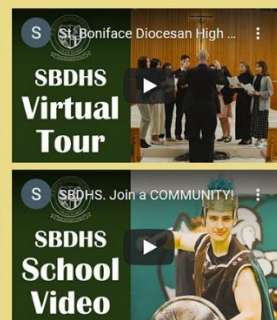 S St. Boniface Diocesan High ...
SBDHS
Virtual
Tour
S SBDHS. Join a COMMUNITY!
SBDHS
School
Video